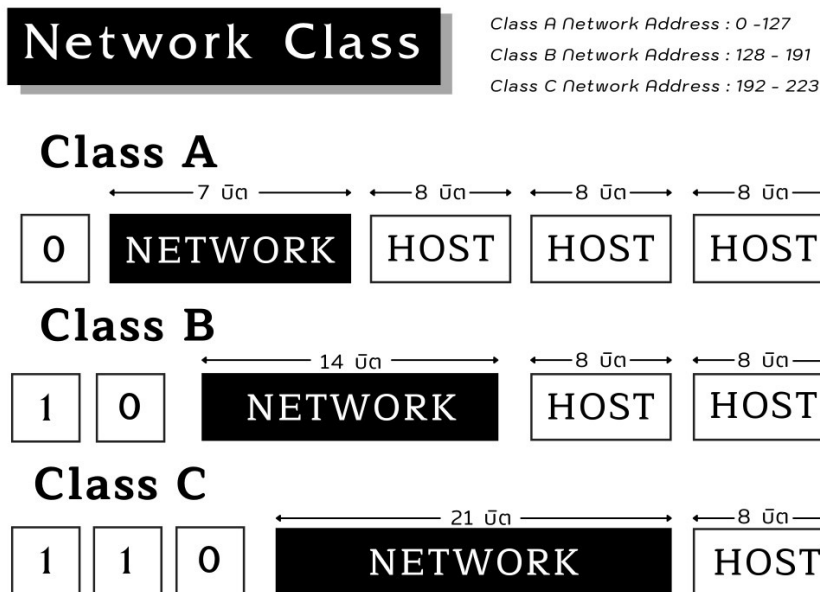 Network Class
Class A Network Address : 0 -127
Class B Network Address : 128 - 191
Class C Network Address : 192 - 223
Class A
7 บิต 8 บิต 8 บิต 8 บิต
0 NETWORK HOST HOST HOST
Class B
14 บิต 8 บิต 8 บิต
1 0 NETWORK HOST HOST
Class C
21 บิต 8 บิต
1 1 0 NETWORK HOST